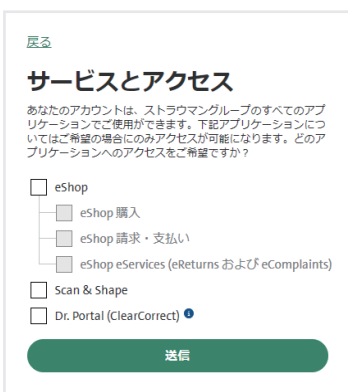 戻る
サービスとアクセス
あなたのアカウントは、ストラウマングループのすべてのアプ
リケーションでご使用ができます。下記アプリケーションにつ
いてはご希望の場合にのみアクセスが可能になります。どのア
プリケーションへのアクセスをご希望ですか？
eShop
eShop 購入
eShop 請求・支払い
eShop eServices (eReturns および eComplaints)
Scan & Shape
Dr. Portal (ClearCorrect) i
送信